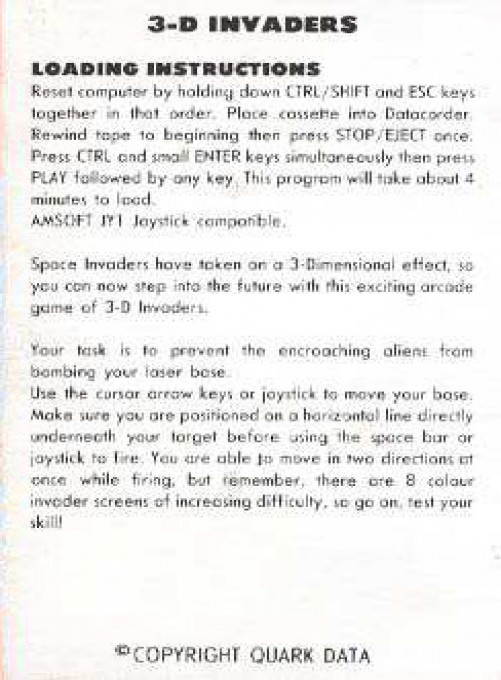 3-D INVADERS
LOADING INSTRUCTIONS
Reset computer by holding down CTRL/SHIFT and ESC keys
together in that order. Place cassette into Datacorder.
Rewind tape to beginning then press STOP/EJECT once.
Press CTRL and small ENTER keys simultaneously then press
PLAY followed by any key. This program will take about 4
minutes to load.
AMSOFT JY1 Joystick compatible.
Space Invaders have taken on a 3-Dimensional effect, so
you can now step into the future with this exciting arcade
game of 3-D Invaders.
Your task is to prevent the encroaching aliens from
bombing your laser base.
Use the cursor arrow keys or joystick to move your base.
Make sure you are positioned on a horizontal line directly
underneath your target before using the space bar or
joystick to fire. You are able to move in two directions at
once while firing, but remember, there are 8 colour
invader screens of increasing difficulty, so go on, test your
skill!
©COPYRIGHT QUARK DATA